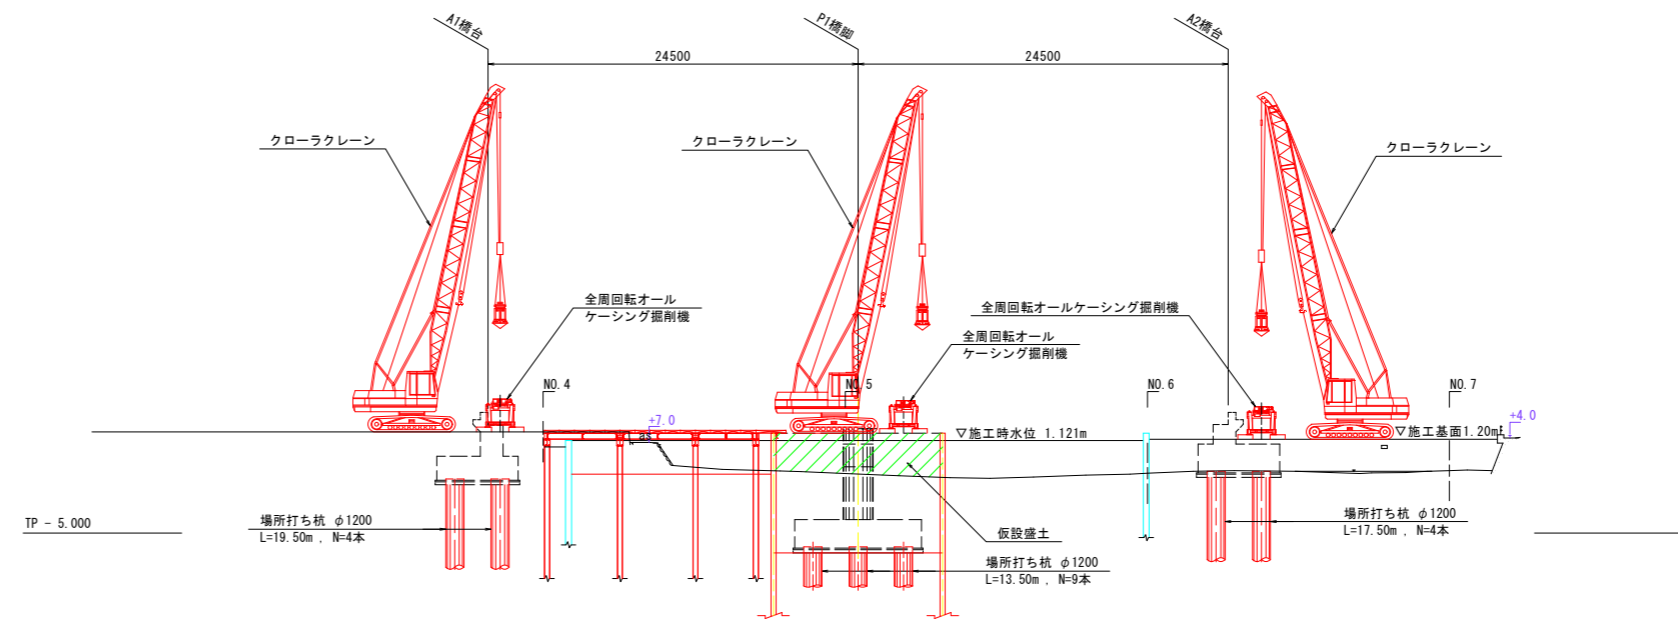 A1橋台
P1橋脚
A2橋台
24500
24500
クローラクレーン
クローラクレーン
クローラクレーン
全周回転オール
ケーシング掘削機
全周回転オールケーシング掘削機
全周回転オール
ケーシング掘削機
NO.4
NO.5
NO.6
NO.7
+7.0
+4.0
as
▽施工時水位 1.121m
▽施工基面1.20m
TP - 5.000
場所打ち杭 φ1200
L=19.50m , N=4本
仮設盛土
場所打ち杭 φ1200
L=13.50m , N=9本
場所打ち杭 φ1200
L=17.50m , N=4本